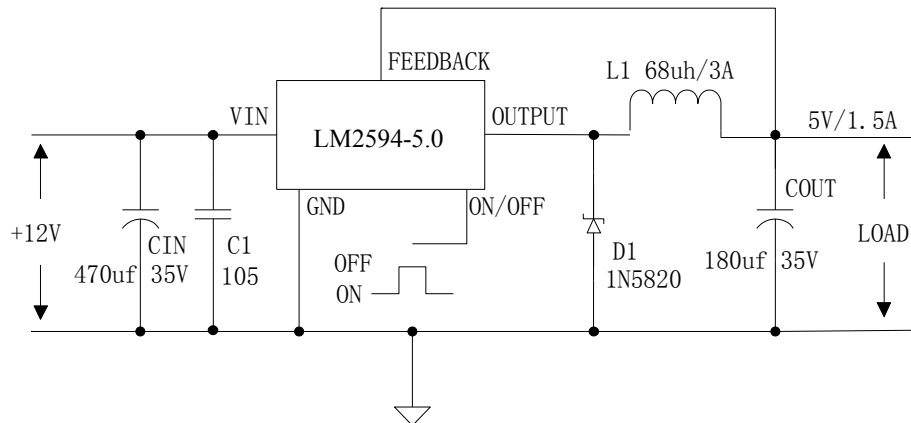 FEEDBACK
L1 68uh/3A
VIN
OUTPUT
5V/1.5A
LM2594-5.0
GND
ON/OFF
COUT
+12V
CIN
C1
OFF
D1
LOAD
470uf 35V
105
ON
1N5820
180uf 35V